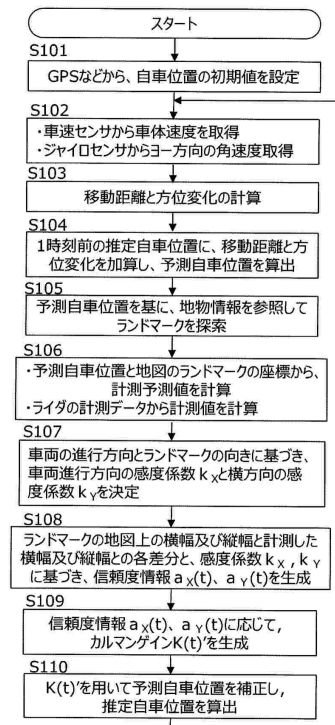 スタート
S101
GPSなどから、自車位置の初期値を設定
S102
・車速センサから車体速度を取得
・ジャイロセンサからヨー方向の角速度取得
S103
移動距離と方位変化の計算
S104
1時刻前の推定自車位置に、移動距離と方
位変化を加算し、予測自車位置を算出
S105
予測自車位置を基に、地物情報を参照して
ランドマークを探索
S106
・予測自車位置と地図のランドマークの座標から、
計測予測値を計算
・ライダの計測データから計測値を計算
S107
車両の進行方向とランドマークの向きに基づき、
車両進行方向の感度係数kXと横方向の感
度係数kYを決定
S108
ランドマークの地図上の横幅及び縦幅と計測した
横幅及び縦幅との各差分と、感度係数kX,kY
に基づき、信頼度情報aX(t)、aY(t)を生成
S109
信頼度情報aX(t)、aY(t)に応じて,
カルマンゲインK(t)'を生成
S110
K(t)'を用いて予測自車位置を補正し、
推定自車位置を算出